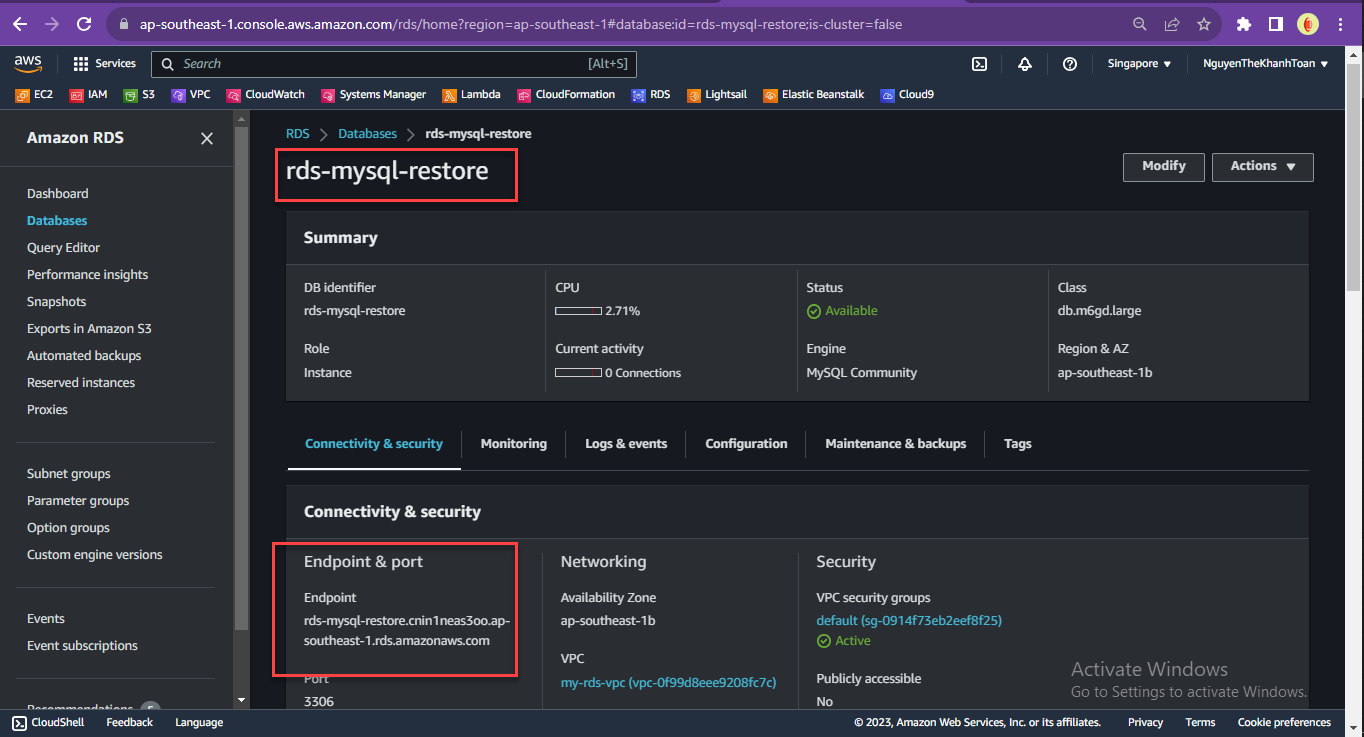 ap-southeast-1.console.aws.amazon.com/rds/home?region=ap-southeast-1#database:id=rds-mysql-restore;is-cluster=false
aws
Services
Search
[Alt+S]
Singapore
NguyenTheKhanhToan
EC2
IAM
S3
VPC
CloudWatch
Systems Manager
Lambda
CloudFormation
RDS
Lightsail
Elastic Beanstalk
Cloud9
Amazon RDS
Dashboard
Databases
Query Editor
Performance insights
Snapshots
Exports in Amazon S3
Automated backups
Reserved instances
Proxies
Subnet groups
Parameter groups
Option groups
Custom engine versions
Events
Event subscriptions
Recommendations
RDS
Databases
rds-mysql-restore
rds-mysql-restore
Modify
Actions
Summary
DB identifier
rds-mysql-restore
CPU
2.71%
Status
Available
Class
db.m6gd.large
Role
Instance
Current activity
0 Connections
Engine
MySQL Community
Region & AZ
ap-southeast-1b
Connectivity & security
Monitoring
Logs & events
Configuration
Maintenance & backups
Tags
Connectivity & security
Endpoint & port
Endpoint
rds-mysql-restore.cnin1neas3oo.ap-
southeast-1.rds.amazonaws.com
Port
3306
Networking
Availability Zone
ap-southeast-1b
VPC
my-rds-vpc (vpc-0f99d8eee9208fc7c)
Security
VPC security groups
default (sg-0914f73eb2eef8f25)
Active
Publicly accessible
No
Activate Windows
Go to Settings to activate Windows.
CloudShell
Feedback
Language
© 2023, Amazon Web Services, Inc. or its affiliates.
Privacy
Terms
Cookie preferences